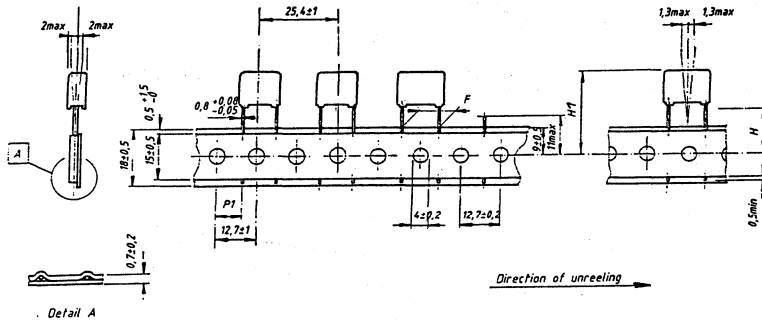 2max 2max
25,4±1
1,3max 1,3max
0,5 +1,5 -0
0,8 +0,08 -0,05
F
H1
H
A
18±0,5
15±0,5
9±0,5
11max
P1
12,7±1
4±0,2
12,7±0,2
0,5min
0,7±0,2
Direction of unreeling
Detail A